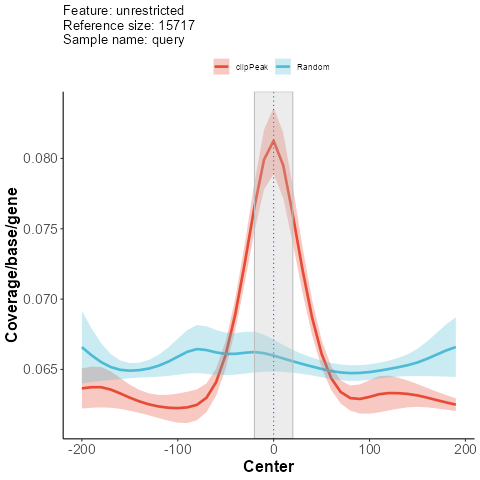 Feature: unrestricted
Reference size: 15717
Sample name: query
clipPeak Random
0.080
0.075
0.070
0.065
Coverage/base/gene
-200 -100 0 100 200
Center